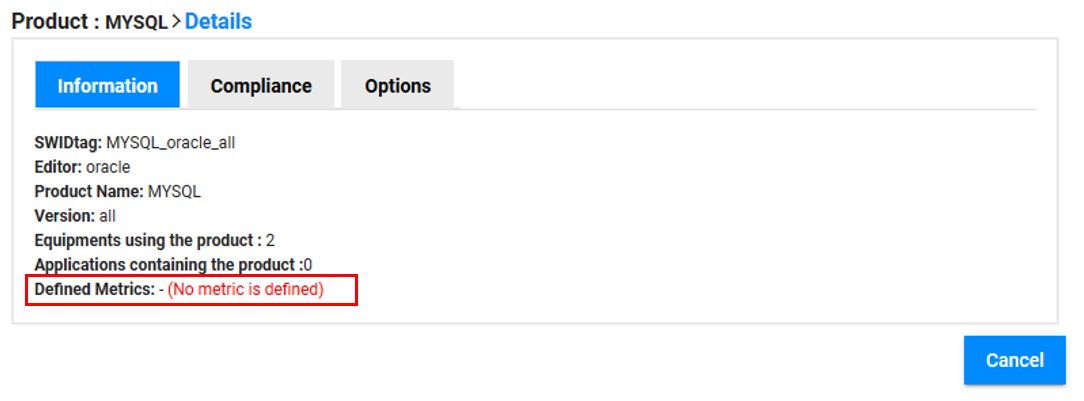 Product : MYSQL > Details
Information Compliance Options
SWIDtag: MYSQL_oracle_all
Editor: oracle
Product Name: MYSQL
Version: all
Equipments using the product : 2
Applications containing the product :0
Defined Metrics: - (No metric is defined)
Cancel